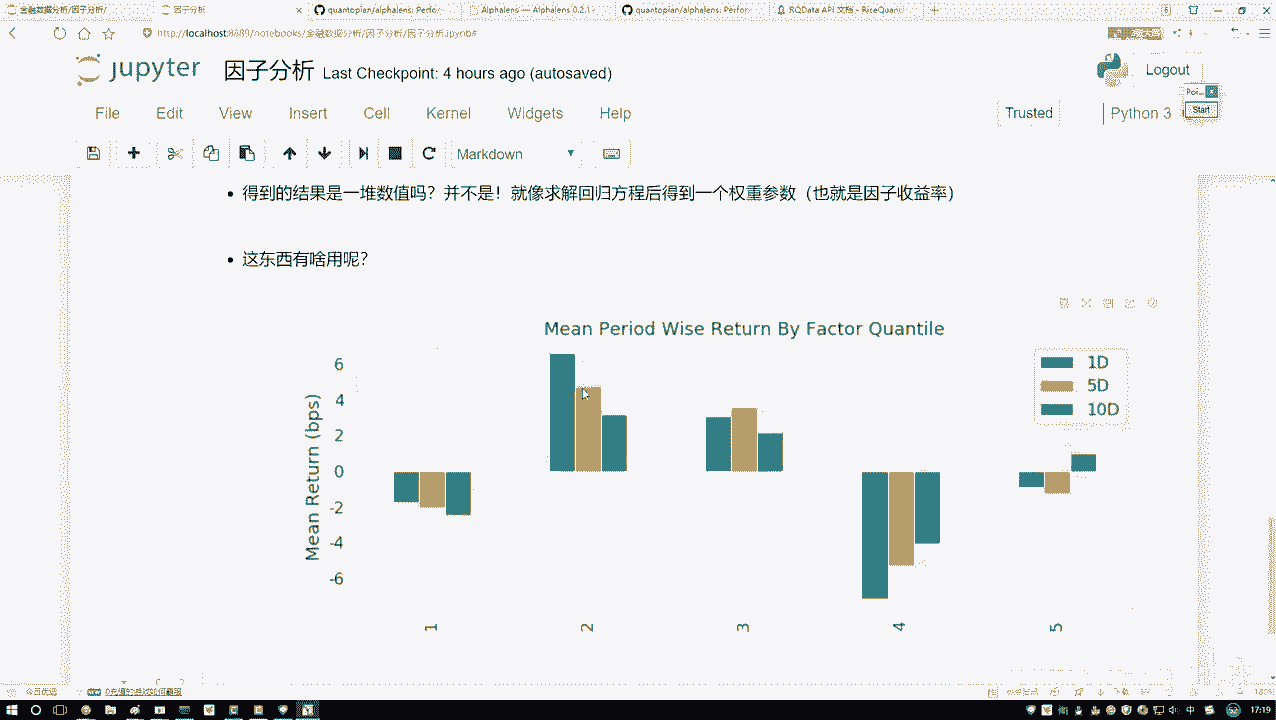 金融数据分析/因子分析/
因子分析
quantopian/alphalens: Perfo
Alphalens — Alphalens 0.2.1
quantopian/alphalens: Perfor
RQData API 文档 - RiceQuan
http://localhost:8889/notebooks/金融数据分析/因子分析/
jupyter 因子分析 Last Checkpoint: 4 hours ago (autosaved)
Logout
File Edit View Insert Cell Kernel Widgets Help
Trusted
Python 3
Start
Markdown
得到的结果是一堆数值吗？并不是！就像求解回归方程后得到一个权重参数（也就是因子收益率）
这东西有啥用呢？
Mean Period Wise Return By Factor Quantile
Mean Return (bps)
6
4
2
0
-2
-4
-6
1D
5D
10D
1
2
3
4
5
今日优选
17:19